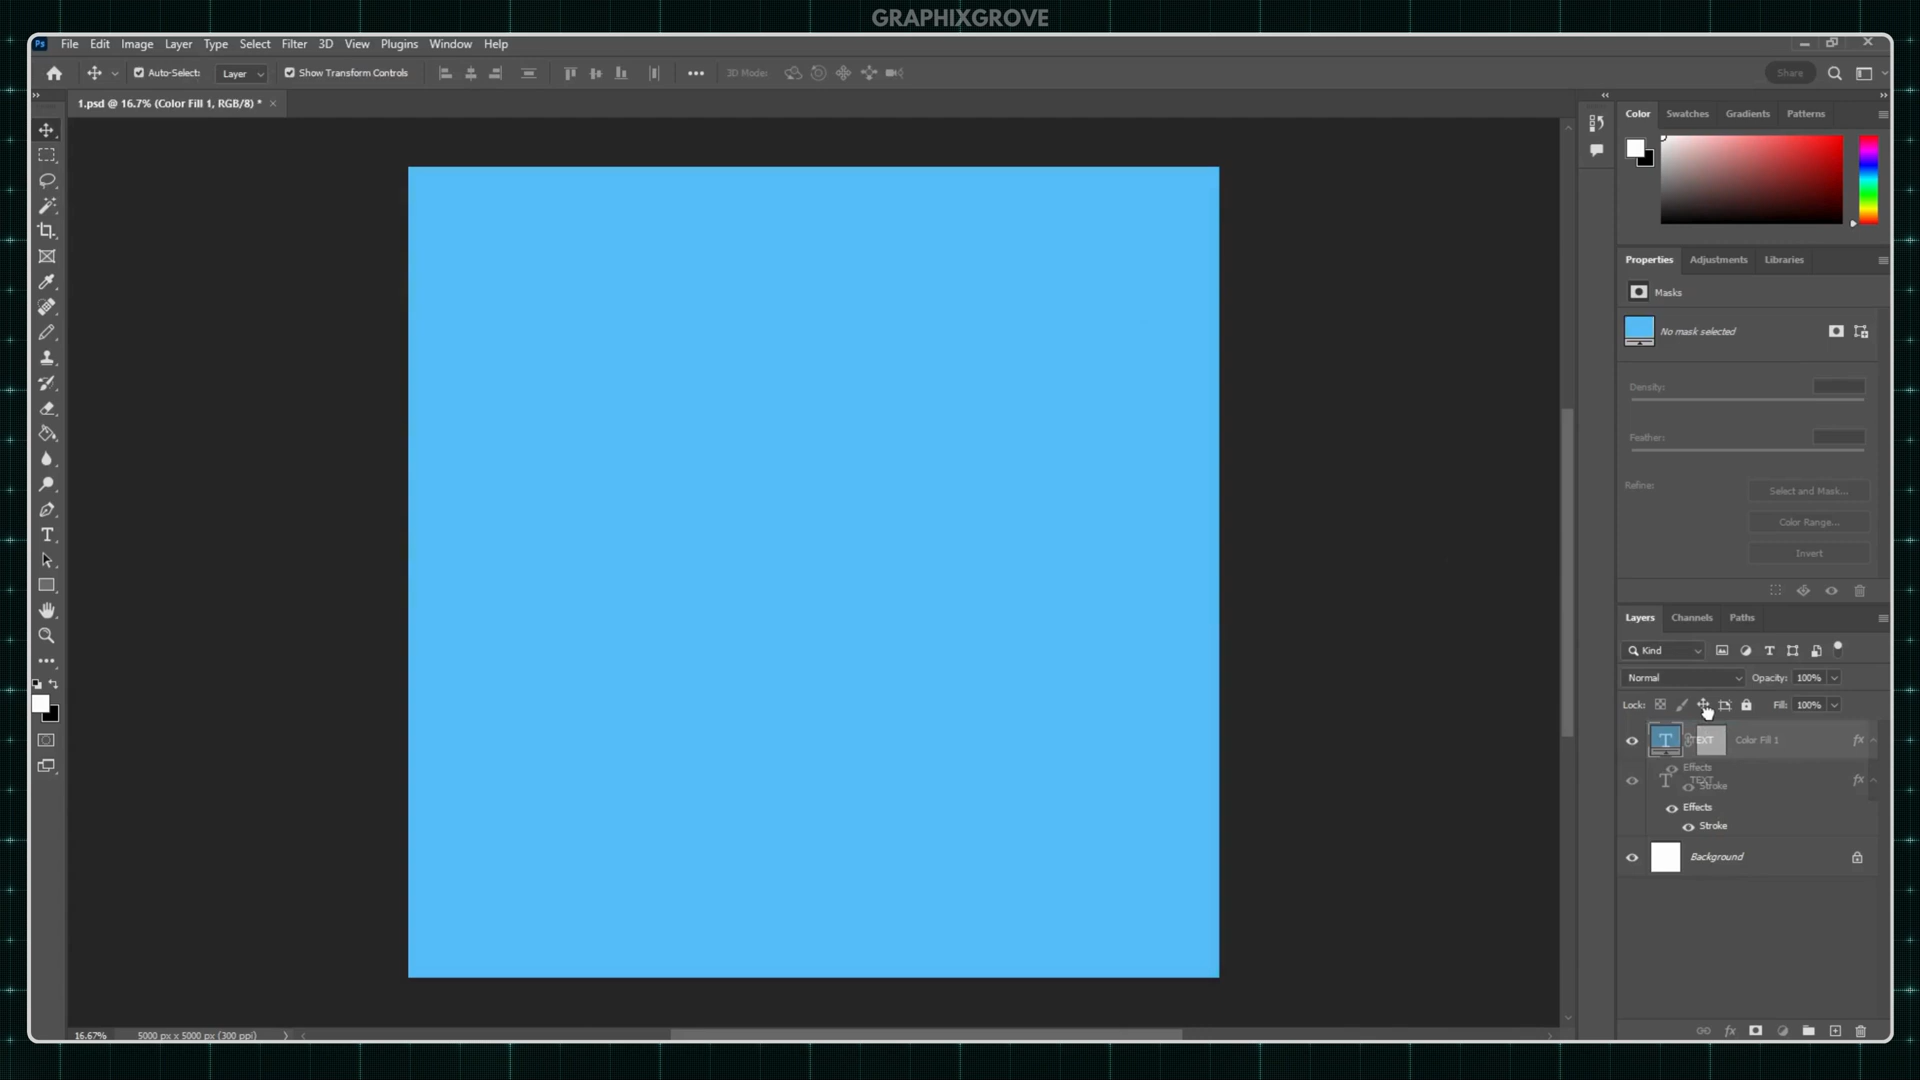 GRAPHIXGROVE
Ps File Edit Image Layer Type Select Filter 3D View Plugins Window Help
Auto-Select: Layer Show Transform Controls 3D Mode: Share
1.psd @ 16.7% (Color Fill 1, RGB/8) *
Color Swatches Gradients Patterns
Properties Adjustments Libraries
Masks
No mask selected
Density:
Feather:
Refine:
Select and Mask...
Color Range...
Invert
Layers Channels Paths
Kind
Normal Opacity: 100%
Lock: Fill: 100%
T TEXT Color Fill 1 fx
Effects
T TEXT fx
Stroke
Effects
Stroke
Background
16.67% 5000 px x 5000 px (300 ppi)